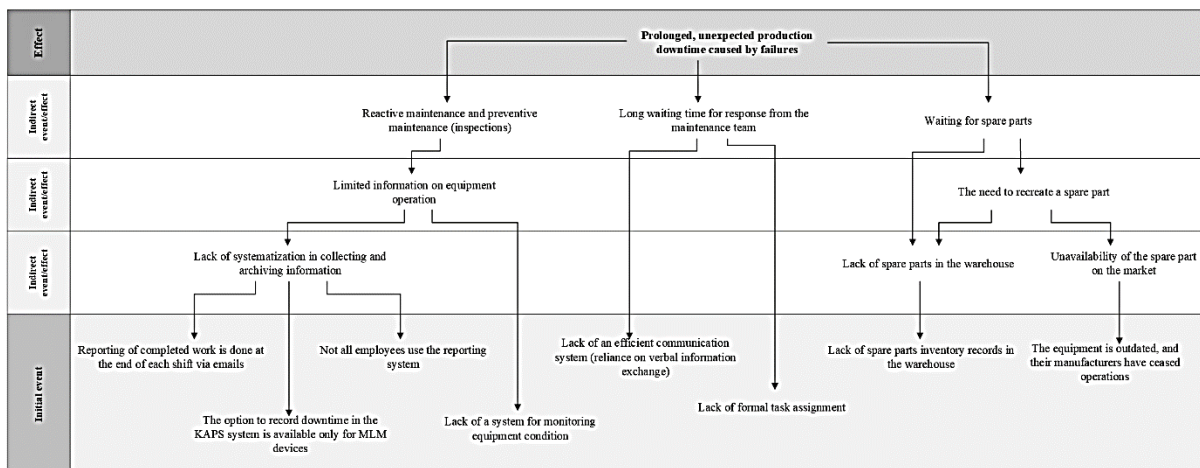 Effect
Prolonged, unexpected production
downtime caused by failures
Indirect
event/effect
Reactive maintenance and preventive
maintenance (inspections)
Long waiting time for response from the
maintenance team
Waiting for spare parts
Indirect
event/effect
Limited information on equipment
operation
The need to recreate a spare part
Indirect
event/effect
Lack of systematization in collecting and
archiving information
Lack of spare parts in the warehouse
Unavailability of the spare part
on the market
Initial event
Reporting of completed work is done at
the end of each shift via emails
Not all employees use the reporting
system
Lack of an efficient communication
system (reliance on verbal information
exchange)
Lack of spare parts inventory records in
the warehouse
The equipment is outdated, and
their manufacturers have ceased
operations
The option to record downtime in the
KAPS system is available only for MLM
devices
Lack of a system for monitoring
equipment condition
Lack of formal task assignment